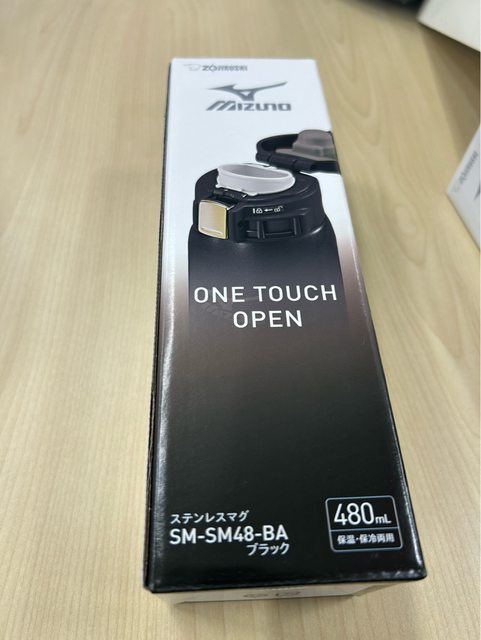 ZOJIRUSHI
MIZUNO
ONE TOUCH
OPEN
ステンレスマグ
SM-SM48-BA
ブラック
480mL
保温・保冷両用